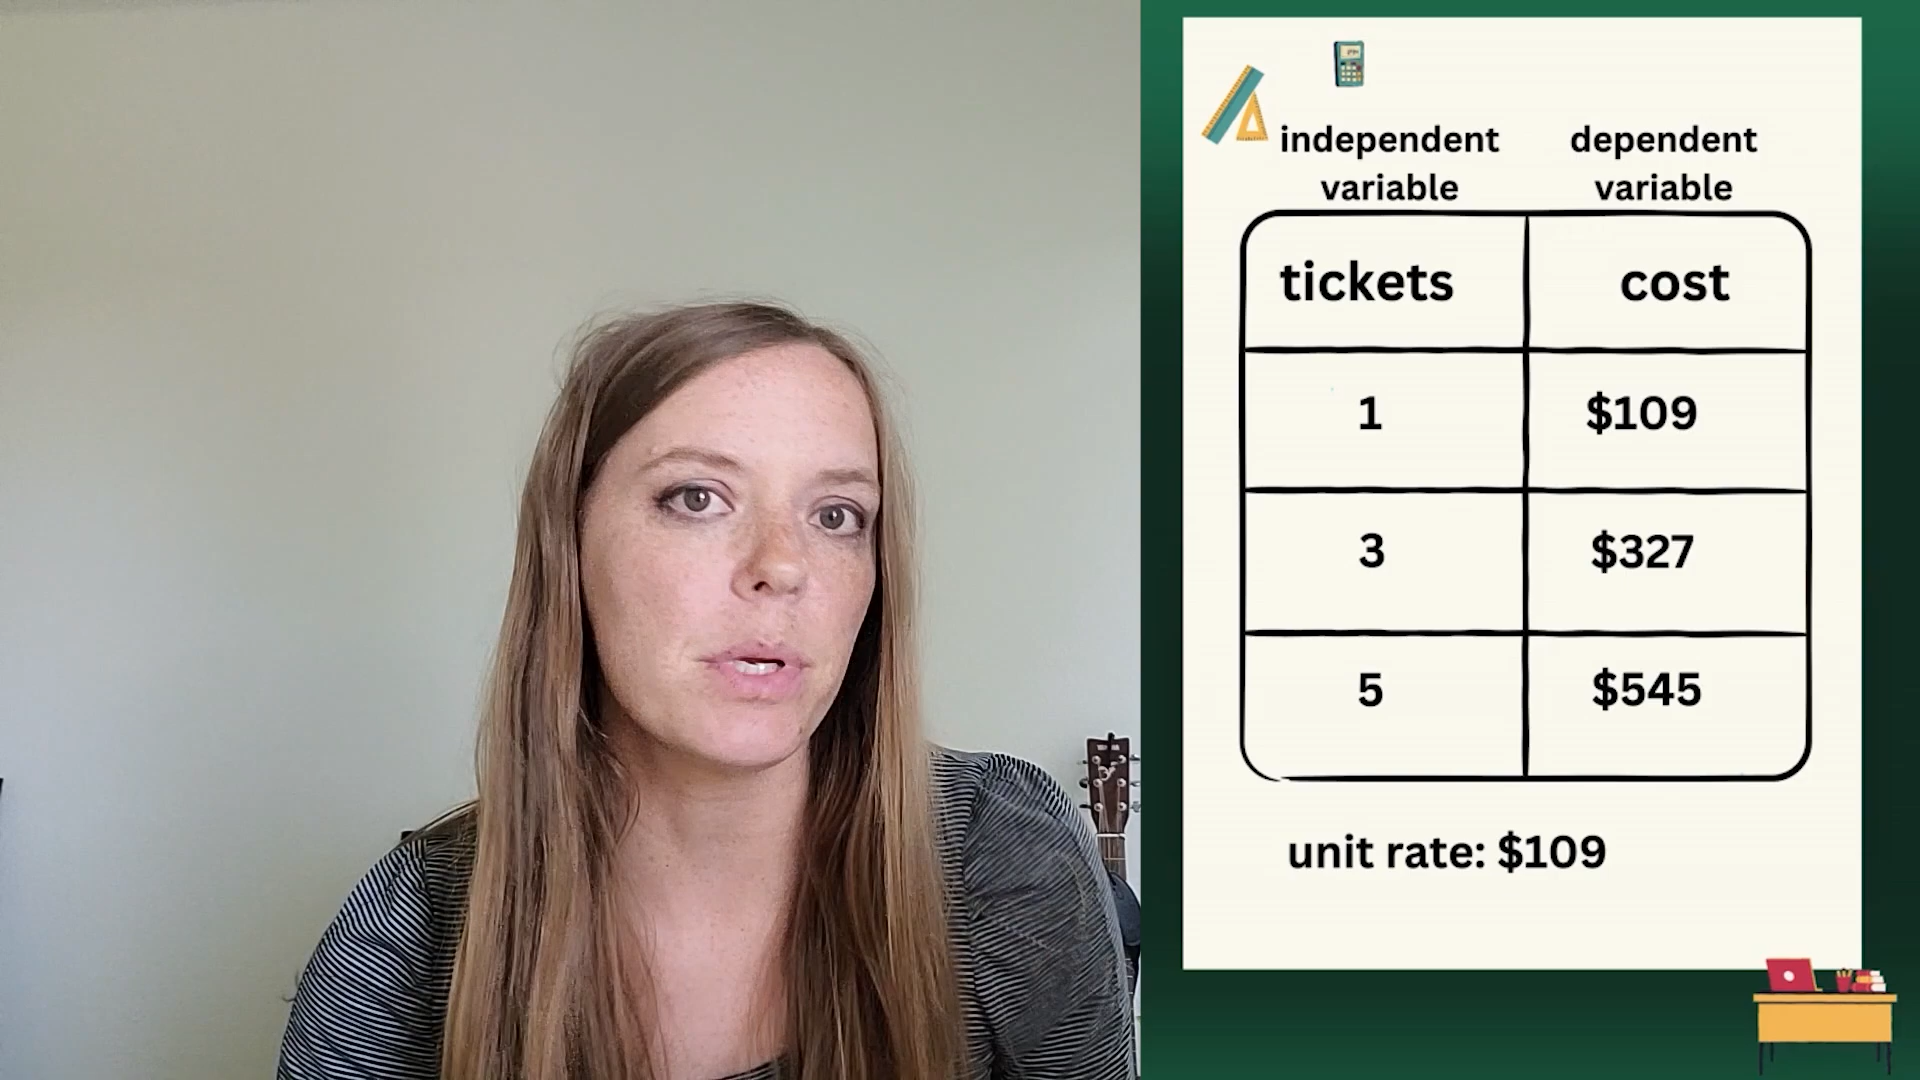 independent dependent
variable variable
tickets cost
1 $109
3 $327
5 $545
unit rate: $109